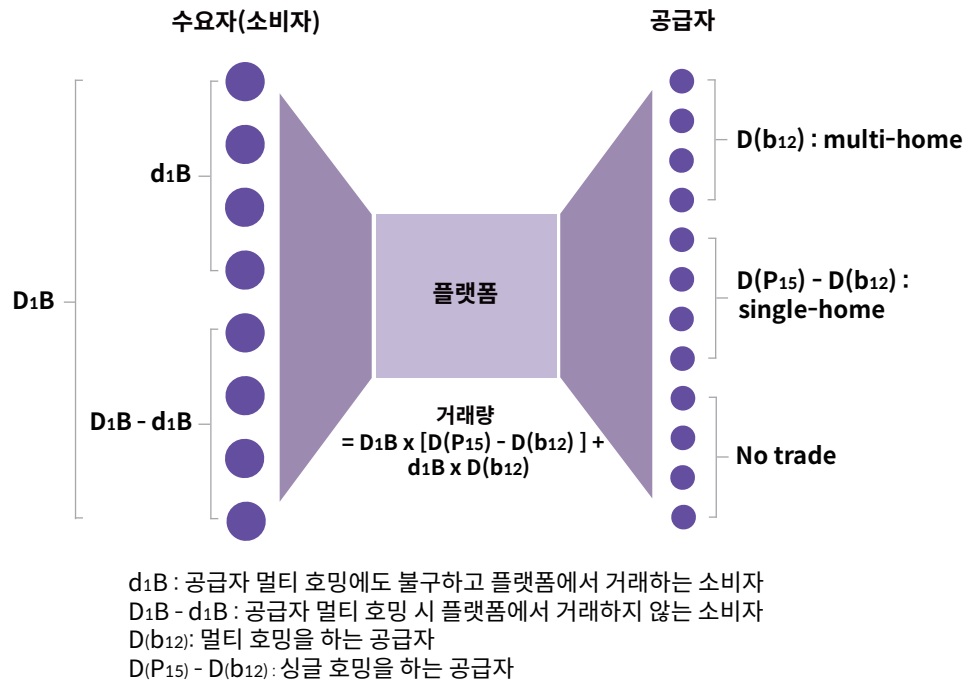 수요자(소비자)
공급자
d1B
D1B
D1B - d1B
플랫폼
거래량
= D1B x [D(P15) - D(b12) ] +
d1B x D(b12)
D(b12) : multi-home
D(P15) - D(b12) :
single-home
No trade
d1B : 공급자 멀티 호밍에도 불구하고 플랫폼에서 거래하는 소비자
D1B - d1B : 공급자 멀티 호밍 시 플랫폼에서 거래하지 않는 소비자
D(b12): 멀티 호밍을 하는 공급자
D(P15) - D(b12) : 싱글 호밍을 하는 공급자